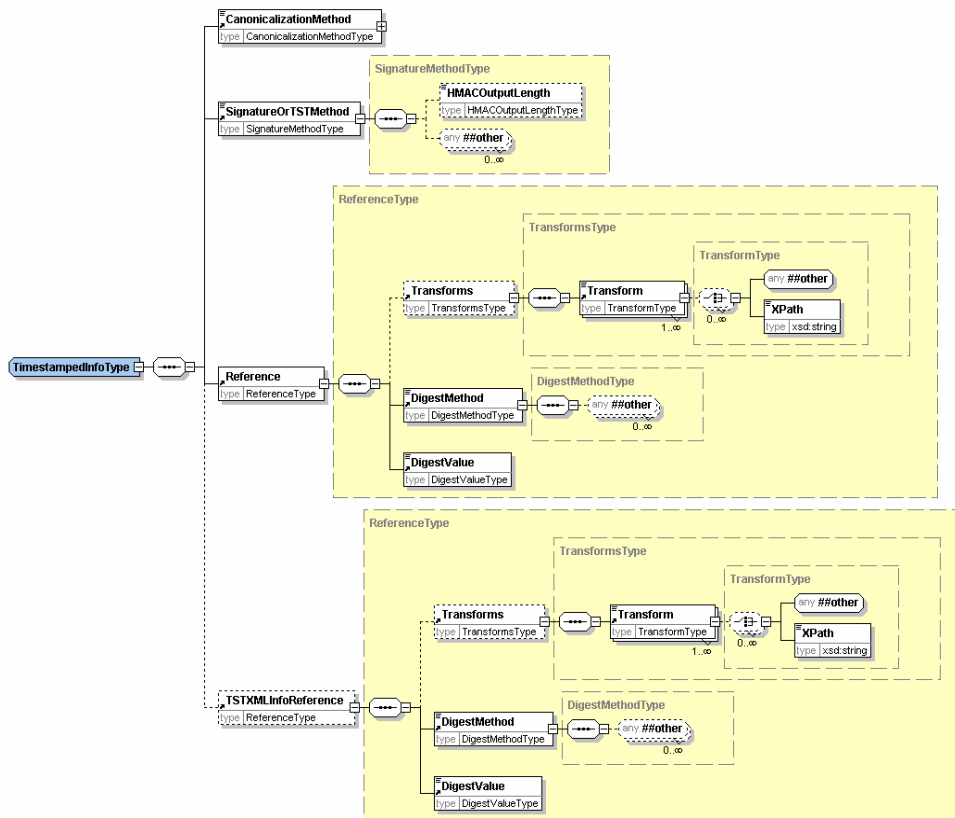 CanonicalizationMethod
type CanonicalizationMethodType
SignatureMethodType
HMACOutputLength
type HMACOutputLengthType
SignatureOrTSTMethod
type SignatureMethodType
any ##other
0..∞
ReferenceType
TransformsType
TransformType
any ##other
Transforms
type TransformsType
Transform
type TransformType
1..∞
0..∞
XPath
type xsd:string
TimestampedInfoType
Reference
type ReferenceType
DigestMethodType
DigestMethod
type DigestMethodType
any ##other
0..∞
DigestValue
type DigestValueType
ReferenceType
TransformsType
TransformType
any ##other
Transforms
type TransformsType
Transform
type TransformType
1..∞
0..∞
XPath
type xsd:string
TSTXMLInfoReference
type ReferenceType
DigestMethodType
DigestMethod
type DigestMethodType
any ##other
0..∞
DigestValue
type DigestValueType